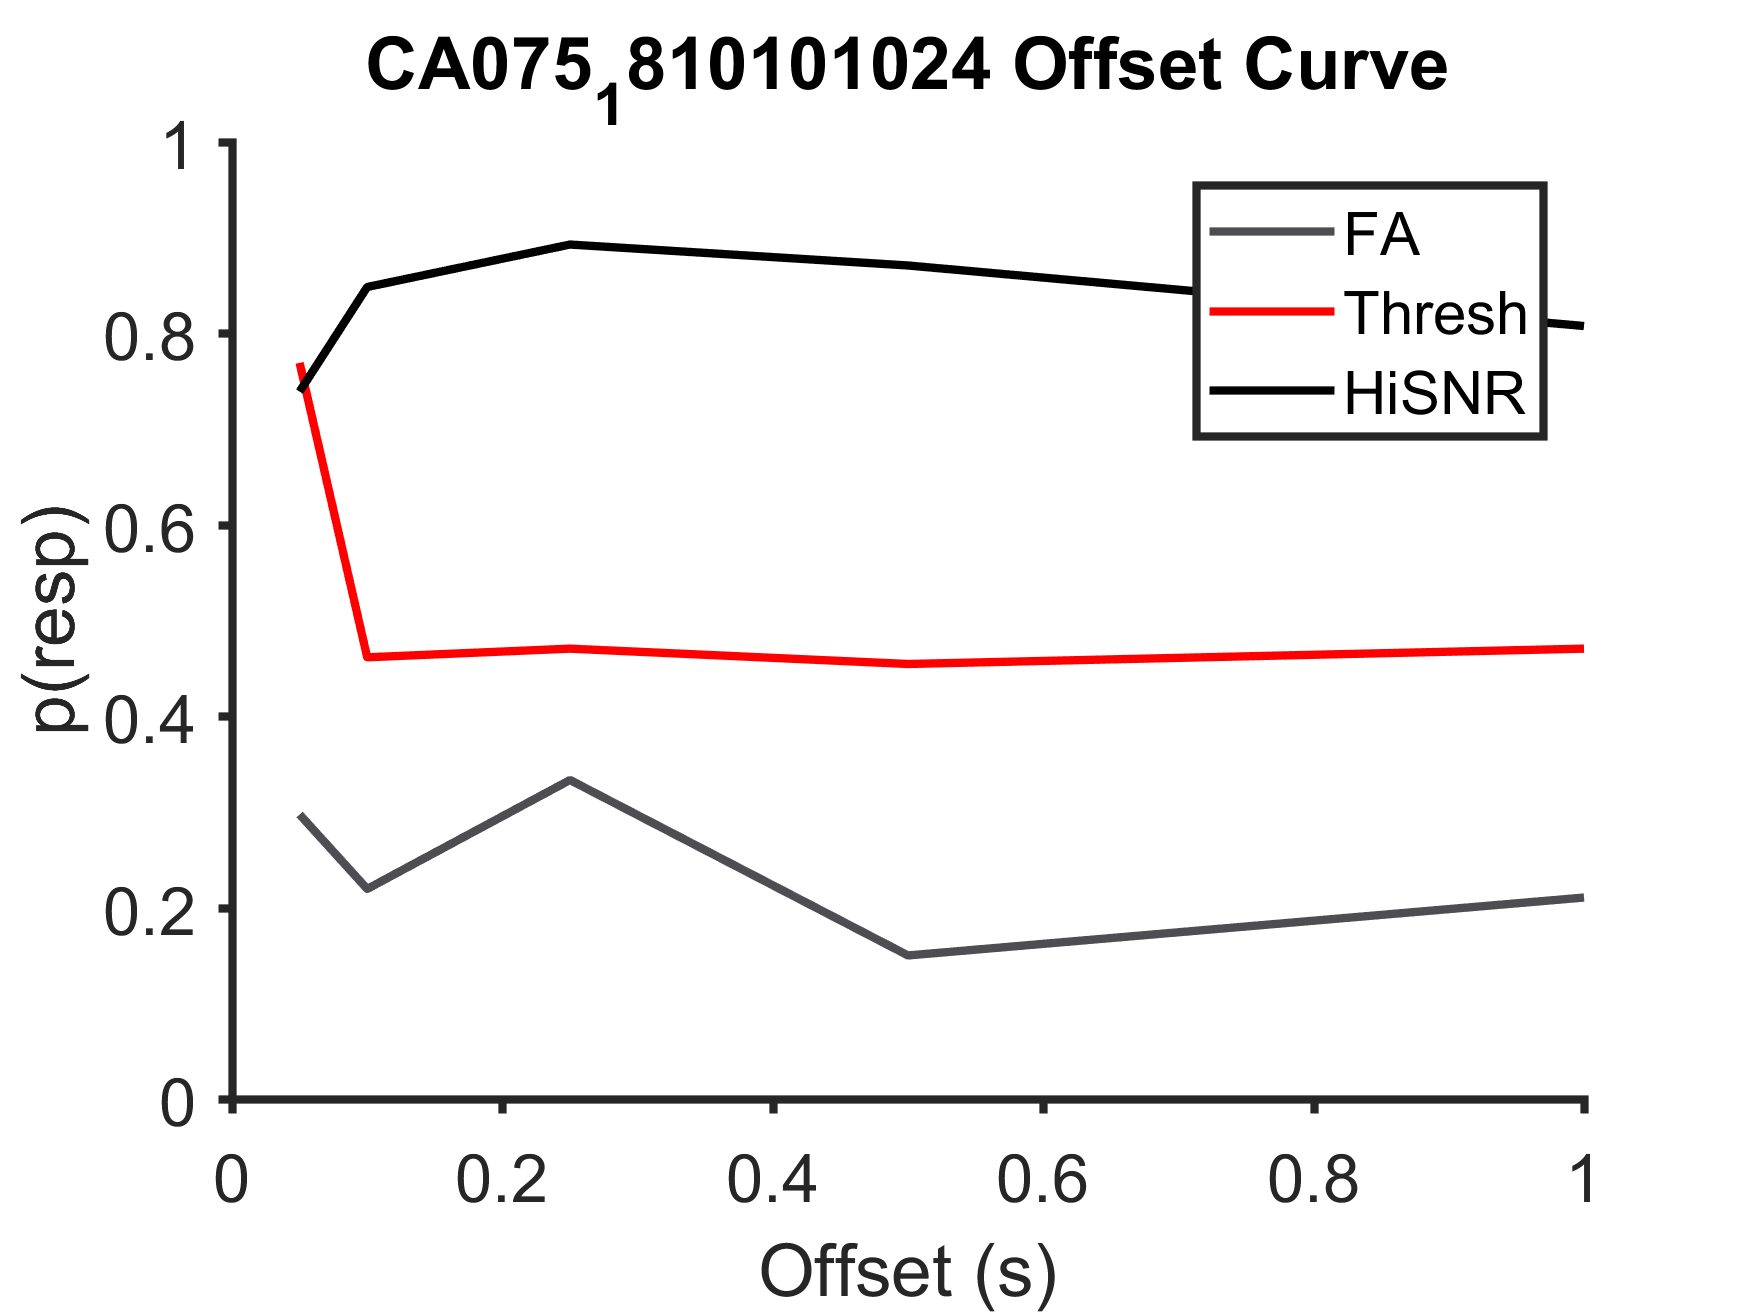 CA075₁810101024 Offset Curve
1
0.8
0.6
0.4
0.2
0
p(resp)
FA
Thresh
HiSNR
0 0.2 0.4 0.6 0.8 1
Offset (s)